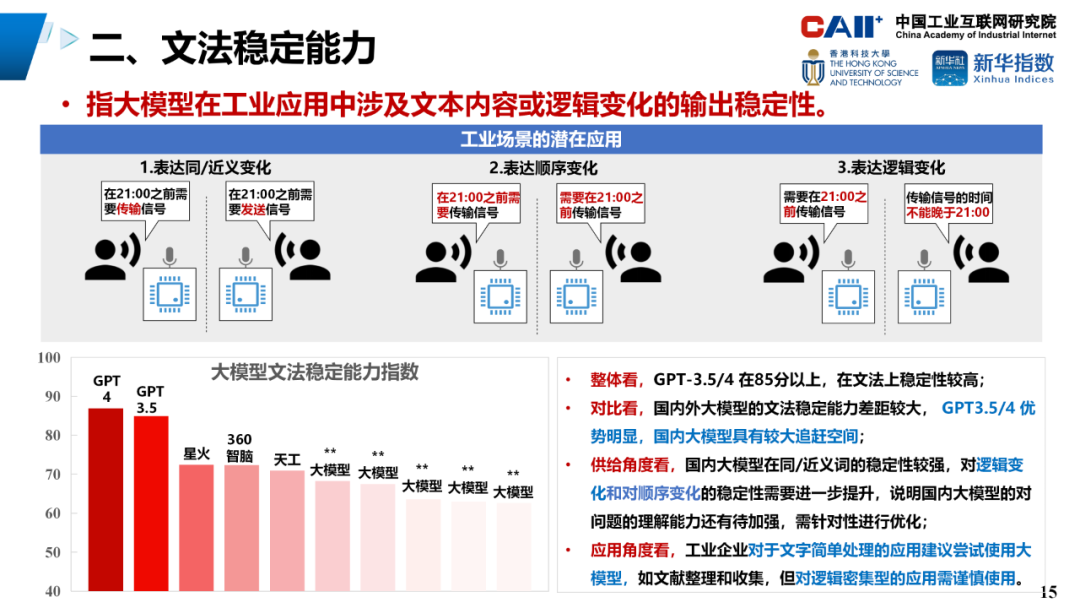 二、文法稳定能力
CAII+
中国工业互联网研究院
China Academy of Industrial Internet
香港科技大學
THE HONG KONG
UNIVERSITY OF SCIENCE
AND TECHNOLOGY
新华社
新华指数
Xinhua Indices
• 指大模型在工业应用中涉及文本内容或逻辑变化的输出稳定性。
工业场景的潜在应用
1.表达同/近义变化
在21:00之前需
要传输信号
在21:00之前需
要发送信号
2.表达顺序变化
在21:00之前需
要传输信号
需要在21:00之
前传输信号
3.表达逻辑变化
需要在21:00之
前传输信号
传输信号的时间
不能晚于21:00
大模型文法稳定能力指数
100
90
80
70
60
50
40
GPT
4
GPT
3.5
星火
360
智脑
天工
**
大模型
**
大模型
**
大模型
**
大模型
**
大模型
• 整体看，GPT-3.5/4 在85分以上，在文法上稳定性较高；
• 对比看，国内外大模型的文法稳定能力差距较大， GPT3.5/4 优
势明显，国内大模型具有较大追赶空间；
• 供给角度看，国内大模型在同/近义词的稳定性较强，对逻辑变
化和对顺序变化的稳定性需要进一步提升，说明国内大模型的对
问题的理解能力还有待加强，需针对性进行优化；
• 应用角度看，工业企业对于文字简单处理的应用建议尝试使用大
模型，如文献整理和收集，但对逻辑密集型的应用需谨慎使用。
15